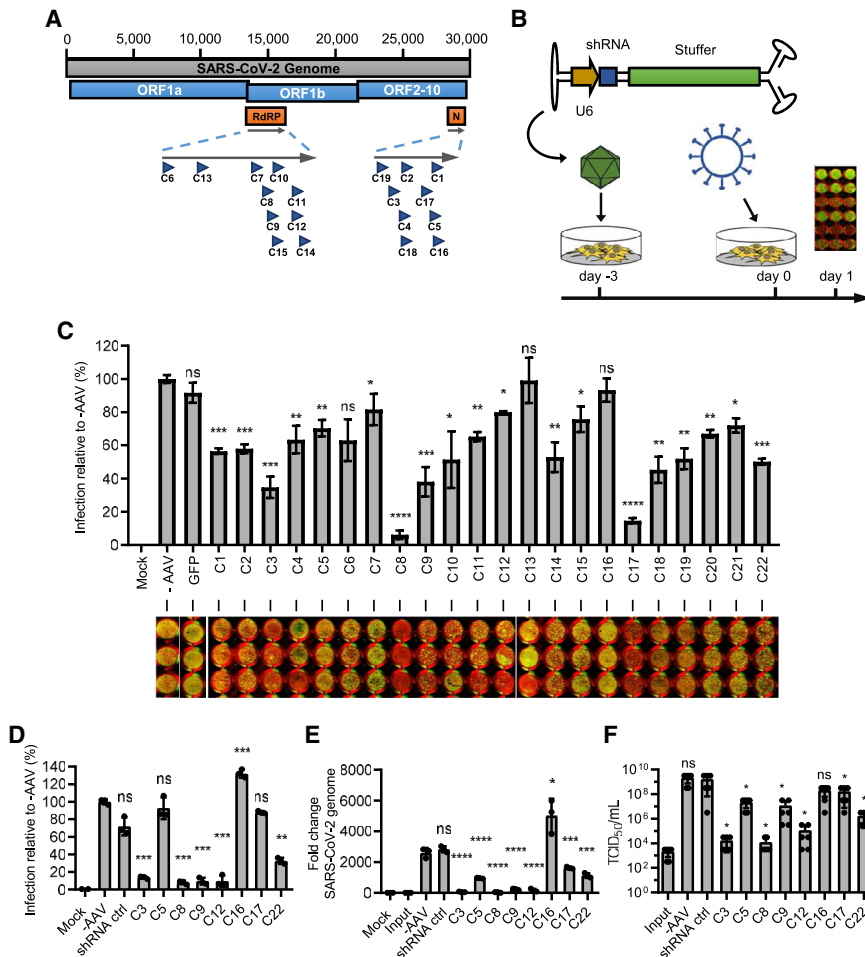 A
0 5,000 10,000 15,000 20,000 25,000 30,000
SARS-CoV-2 Genome
ORF1a ORF1b ORF2-10
RdRP N
C6 C13 C7 C10 C19 C2 C1
C8 C11 C3 C17
C9 C12 C4 C5
C15 C14 C18 C16
B
shRNA Stuffer
U6
day -3 day 0 day 1
C
Infection relative to -AAV (%)
120
100
80
60
40
20
0
ns *** *** *** ** ** ns * **** *** * ** * ns ** * ns **** ** ** ** * ***
Mock - AAV GFP C1 C2 C3 C4 C5 C6 C7 C8 C9 C10 C11 C12 C13 C14 C15 C16 C17 C18 C19 C20 C21 C22
D
Infection relative to -AAV (%)
140
120
100
80
60
40
20
0
ns *** ns *** *** *** *** ns **
Mock -AAV shRNA ctrl C3 C5 C8 C9 C12 C16 C17 C22
E
Fold change
SARS-CoV-2 genome
8000
6000
4000
2000
0
ns **** **** **** **** **** * *** ***
Mock Input -AAV shRNA ctrl C3 C5 C8 C9 C12 C16 C17 C22
F
TCID50/mL
10^10
10^8
10^6
10^4
10^2
10^0
ns * * * * * ns * *
Input -AAV shRNA ctrl C3 C5 C8 C9 C12 C16 C17 C22